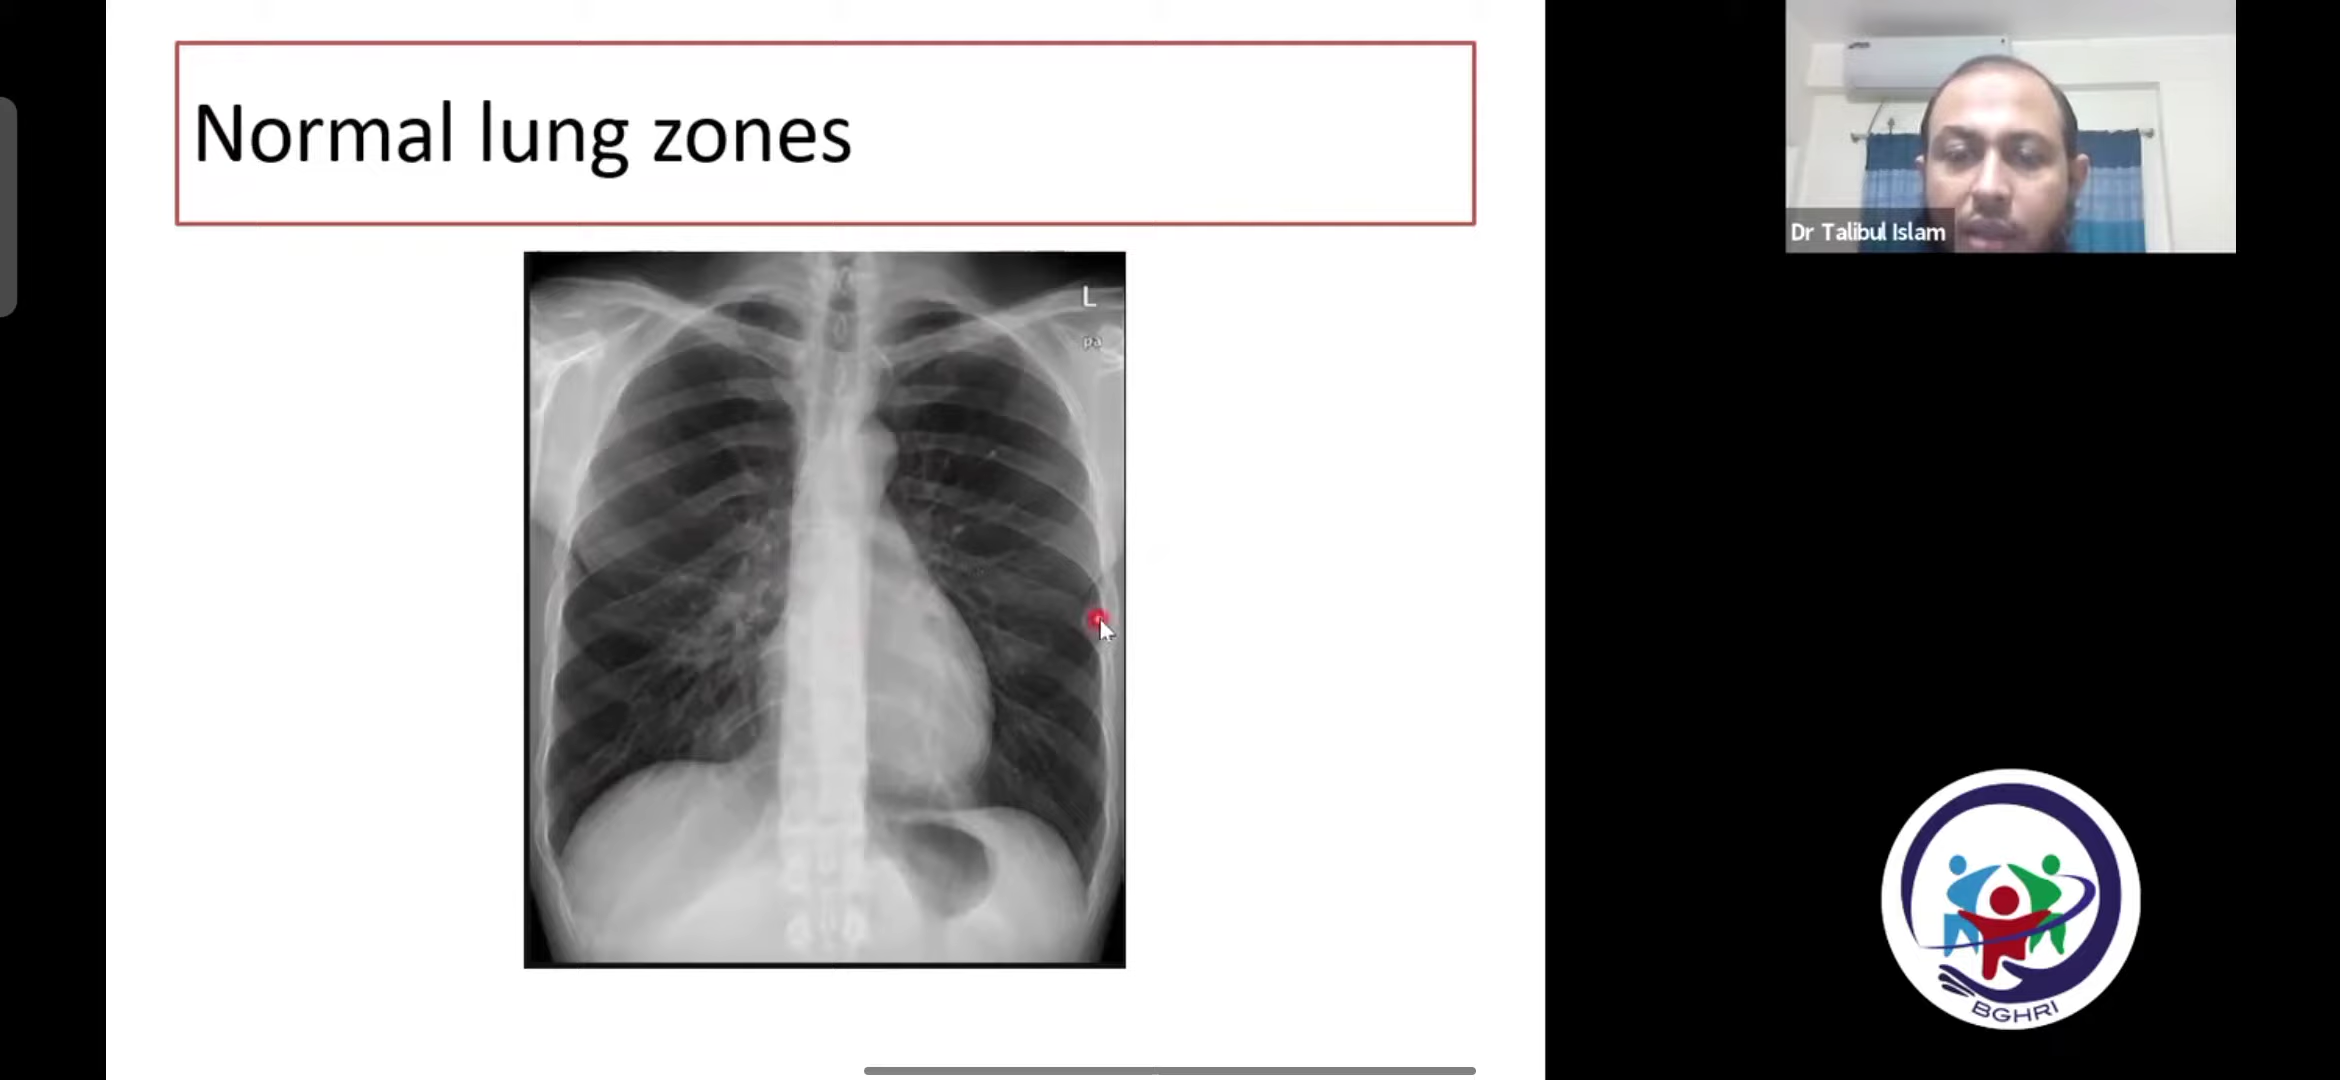 Normal lung zones
Dr Talibul Islam
L
pa
BGHRI